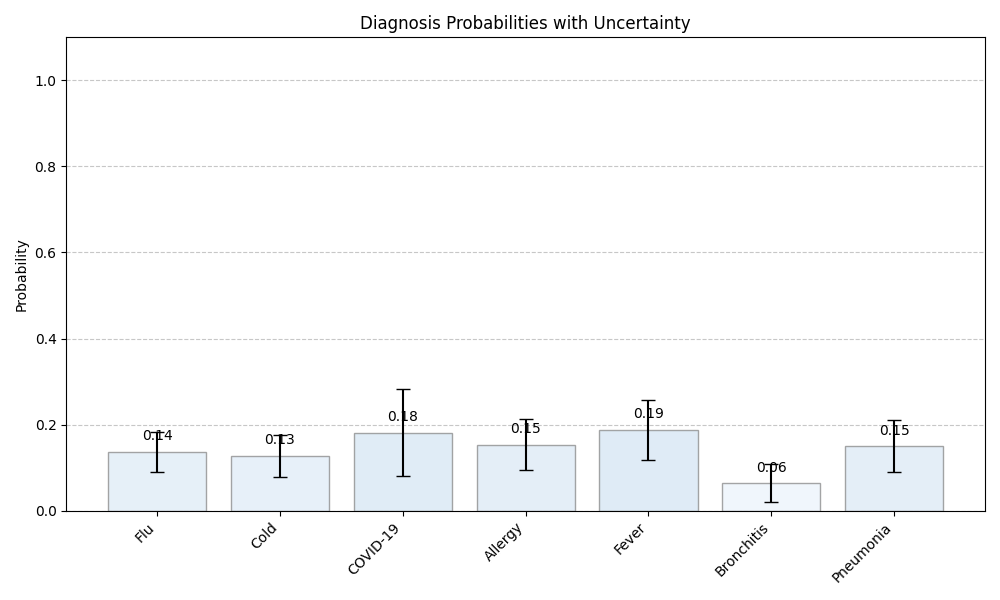 Diagnosis Probabilities with Uncertainty
Probability
1.0
0.8
0.6
0.4
0.2
0.0
0.14
0.13
0.18
0.15
0.19
0.06
0.15
Flu
Cold
COVID-19
Allergy
Fever
Bronchitis
Pneumonia